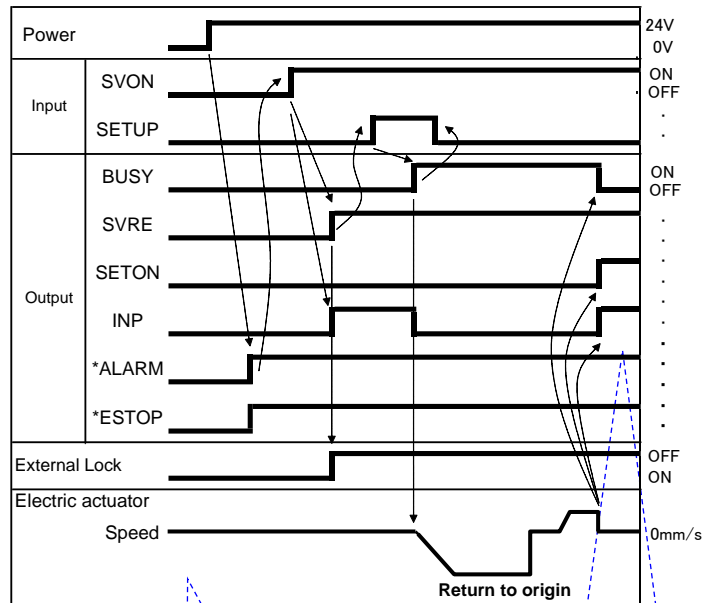 Power
24V
0V
Input
SVON
ON
OFF
SETUP
Output
BUSY
ON
OFF
SVRE
SETON
INP
*ALARM
*ESTOP
External Lock
OFF
ON
Electric actuator
Speed
0mm/s
Return to origin